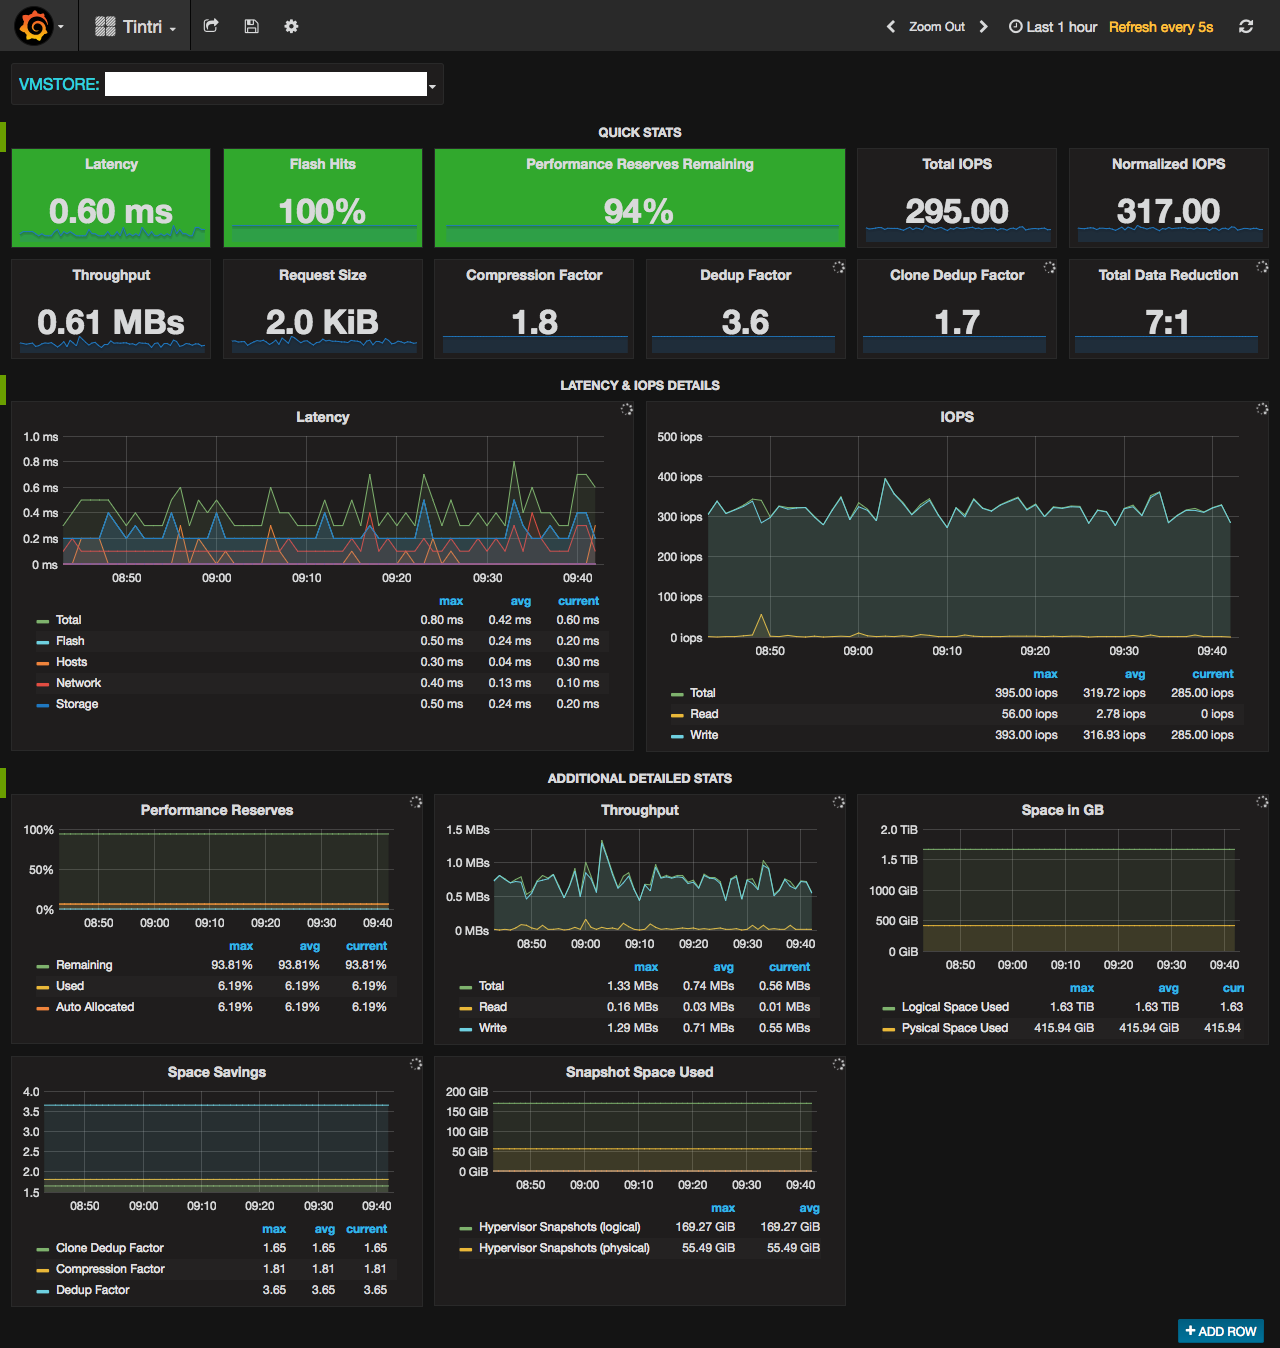 Tintri
Zoom Out
Last 1 hour
Refresh every 5s
VMSTORE:
QUICK STATS
Latency
0.60 ms
Flash Hits
100%
Performance Reserves Remaining
94%
Total IOPS
295.00
Normalized IOPS
317.00
Throughput
0.61 MBs
Request Size
2.0 KiB
Compression Factor
1.8
Dedup Factor
3.6
Clone Dedup Factor
1.7
Total Data Reduction
7:1
LATENCY & IOPS DETAILS
Latency
1.0 ms
0.8 ms
0.6 ms
0.4 ms
0.2 ms
0 ms
08:50 09:00 09:10 09:20 09:30 09:40
max avg current
Total 0.80 ms 0.42 ms 0.60 ms
Flash 0.50 ms 0.24 ms 0.20 ms
Hosts 0.30 ms 0.04 ms 0.30 ms
Network 0.40 ms 0.13 ms 0.10 ms
Storage 0.50 ms 0.24 ms 0.20 ms
IOPS
500 iops
400 iops
300 iops
200 iops
100 iops
0 iops
08:50 09:00 09:10 09:20 09:30 09:40
max avg current
Total 395.00 iops 319.72 iops 285.00 iops
Read 56.00 iops 2.78 iops 0 iops
Write 393.00 iops 316.93 iops 285.00 iops
ADDITIONAL DETAILED STATS
Performance Reserves
100%
50%
0%
08:50 09:00 09:10 09:20 09:30 09:40
max avg current
Remaining 93.81% 93.81% 93.81%
Used 6.19% 6.19% 6.19%
Auto Allocated 6.19% 6.19% 6.19%
Throughput
1.5 MBs
1.0 MBs
0.5 MBs
0 MBs
08:50 09:00 09:10 09:20 09:30 09:40
max avg current
Total 1.33 MBs 0.74 MBs 0.56 MBs
Read 0.16 MBs 0.03 MBs 0.01 MBs
Write 1.29 MBs 0.71 MBs 0.55 MBs
Space in GB
2.0 TiB
1.5 TiB
1000 GiB
500 GiB
0 GiB
08:50 09:00 09:10 09:20 09:30 09:40
max avg curr
Logical Space Used 1.63 TiB 1.63 TiB 1.63
Pysical Space Used 415.94 GiB 415.94 GiB 415.94
Space Savings
4.0
3.5
3.0
2.5
2.0
1.5
08:50 09:00 09:10 09:20 09:30 09:40
max avg current
Clone Dedup Factor 1.65 1.65 1.65
Compression Factor 1.81 1.81 1.81
Dedup Factor 3.65 3.65 3.65
Snapshot Space Used
200 GiB
150 GiB
100 GiB
50 GiB
0 GiB
08:50 09:00 09:10 09:20 09:30 09:40
max avg
Hypervisor Snapshots (logical) 169.27 GiB 169.27 GiB
Hypervisor Snapshots (physical) 55.49 GiB 55.49 GiB
+ ADD ROW